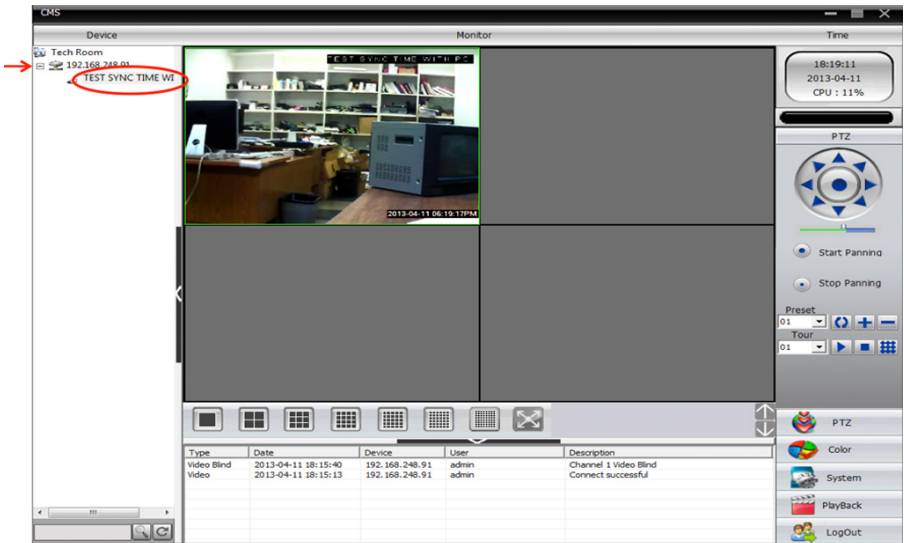 CMS
Device Monitor Time
Tech Room
192.168.248.91
TEST SYNC TIME WI
TEST SYNC TIME WITH PC
2013-04-11 06:19:17PM
18:19:11
2013-04-11
CPU : 11%
PTZ
Start Panning
Stop Panning
Preset
01
Tour
01
Type Date Device User Description
Video Blind 2013-04-11 18:15:40 192.168.248.91 admin Channel 1 Video Blind
Video 2013-04-11 18:15:13 192.168.248.91 admin Connect successful
PTZ
Color
System
PlayBack
LogOut